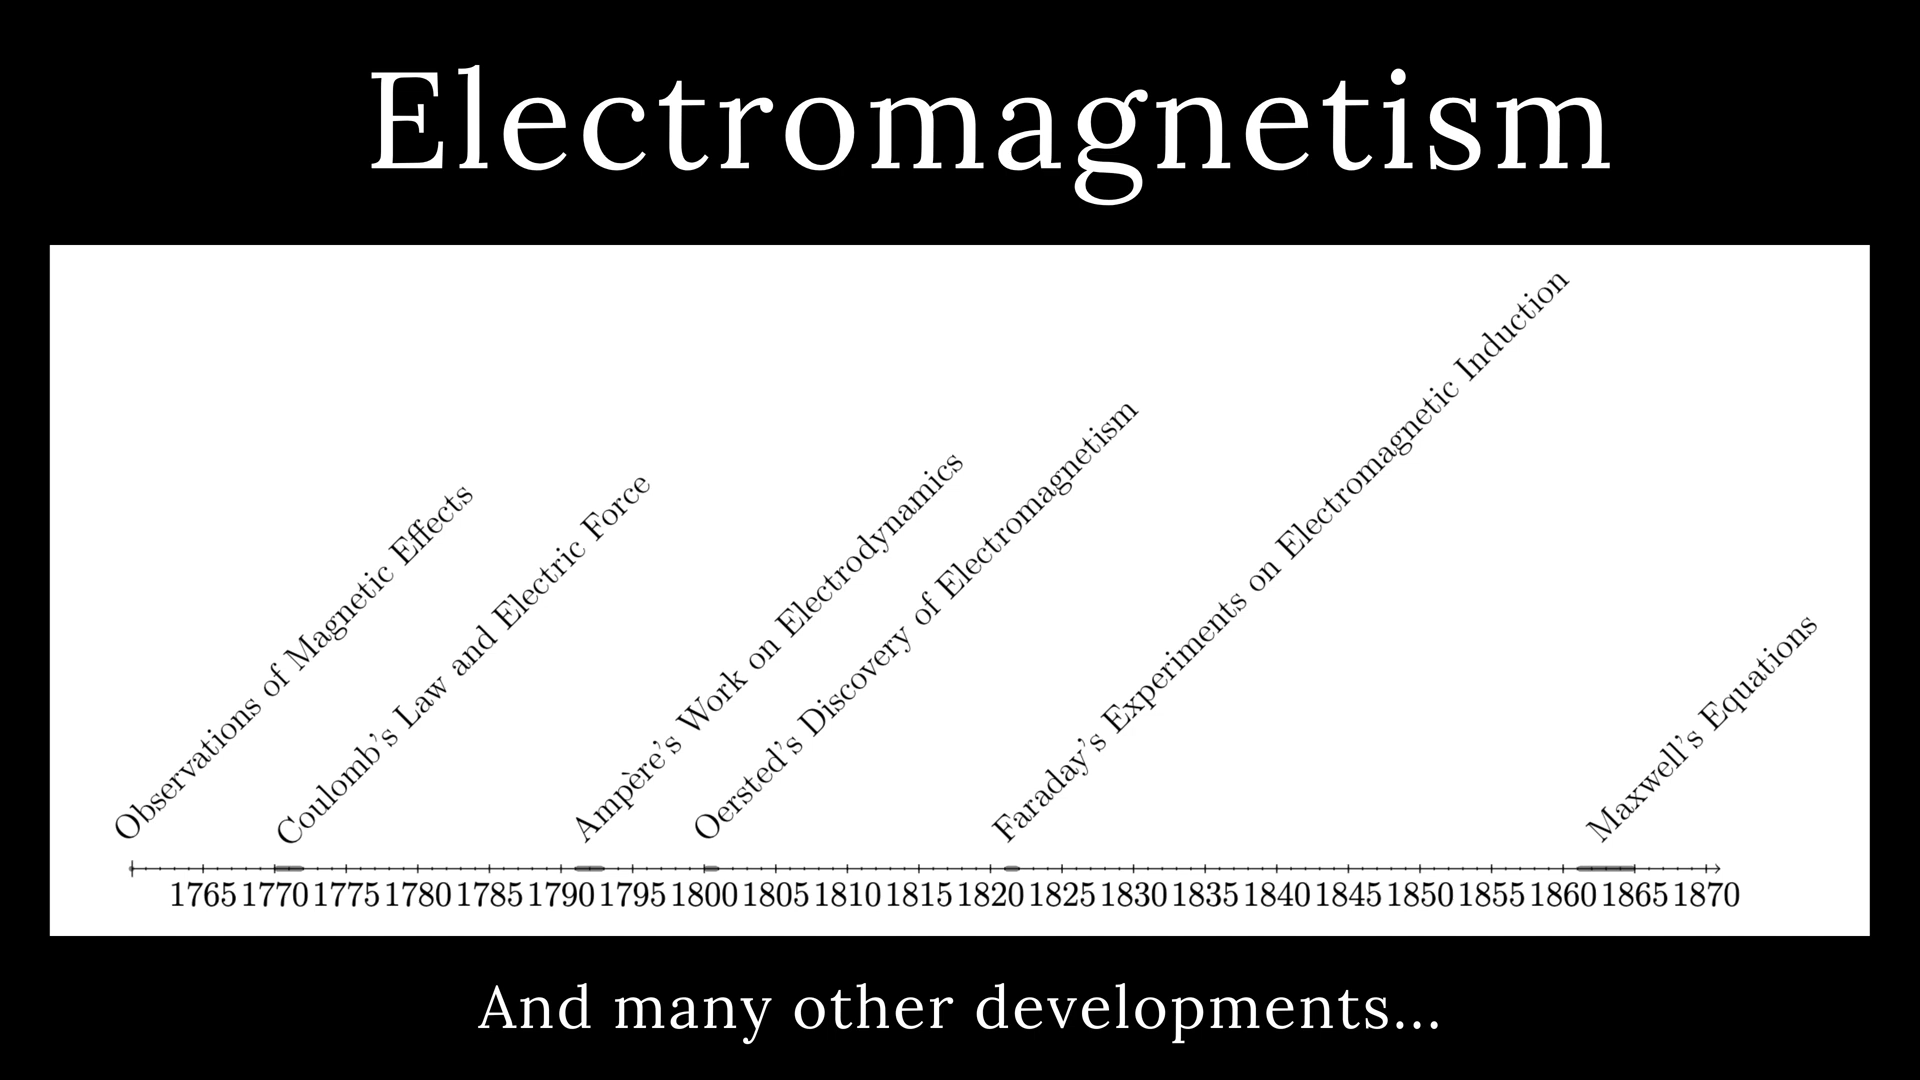 Electromagnetism
Observations of Magnetic Effects
Coulomb's Law and Electric Force
Ampère's Work on Electrodynamics
Oersted's Discovery of Electromagnetism
Faraday's Experiments on Electromagnetic Induction
Maxwell's Equations
1765 1770 1775 1780 1785 1790 1795 1800 1805 1810 1815 1820 1825 1830 1835 1840 1845 1850 1855 1860 1865 1870
And many other developments...